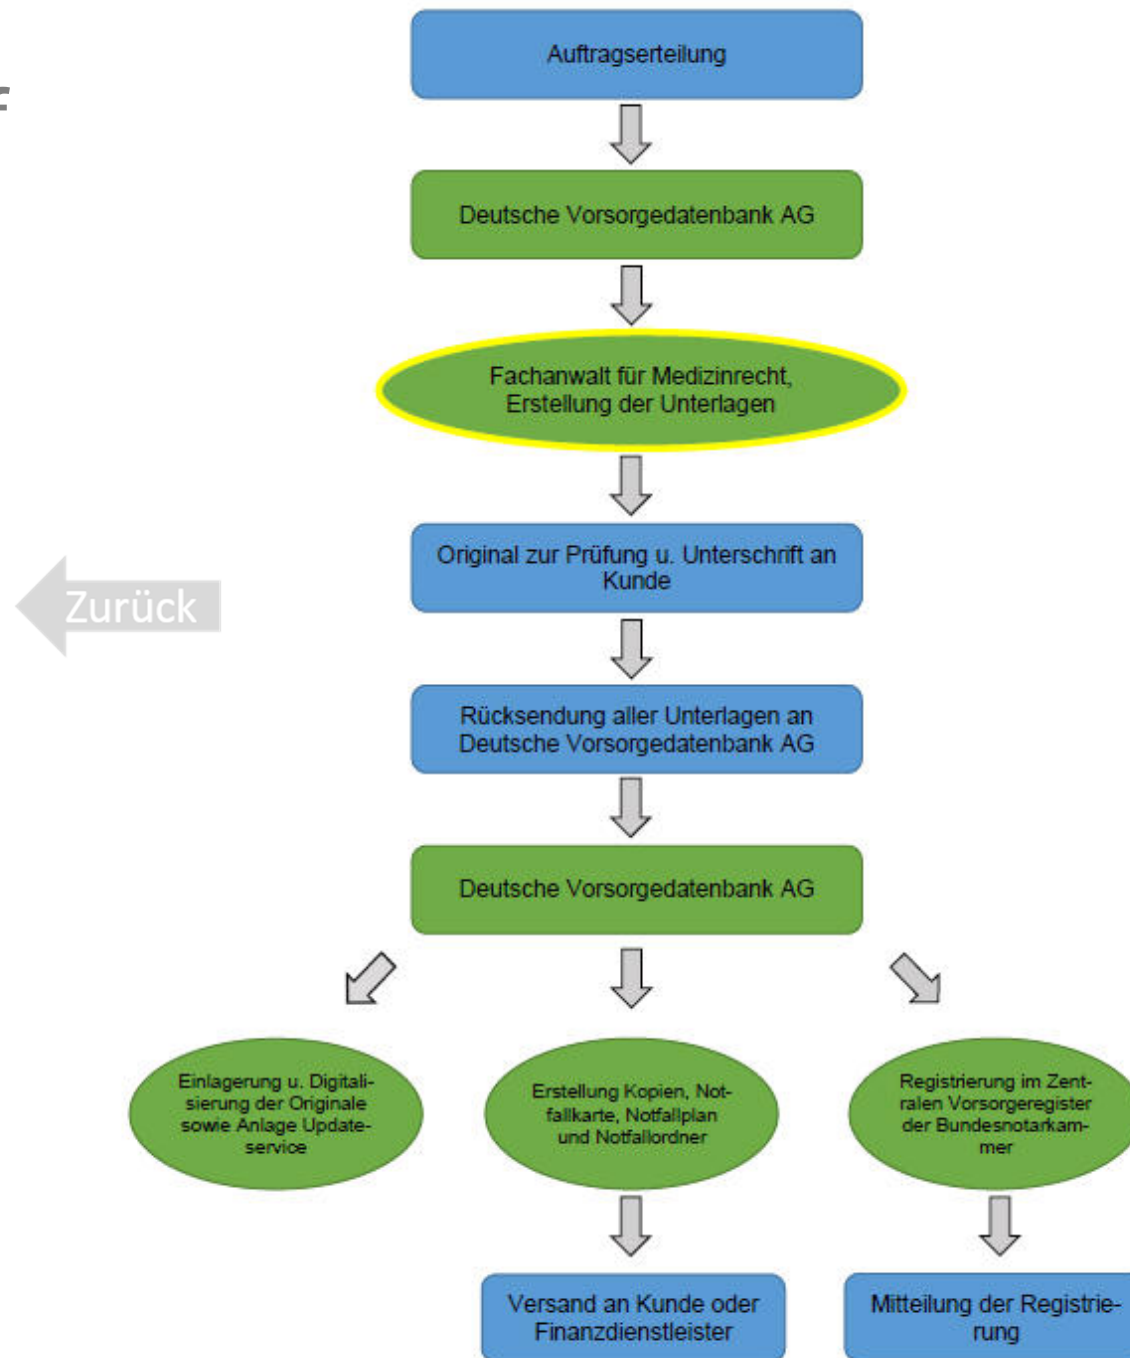 f
Auftragserteilung
Deutsche Vorsorgedatenbank AG
Fachanwalt für Medizinrecht,
Erstellung der Unterlagen
Original zur Prüfung u. Unterschrift an
Kunde
Zurück
Rücksendung aller Unterlagen an
Deutsche Vorsorgedatenbank AG
Deutsche Vorsorgedatenbank AG
Einlagerung u. Digitali-
sierung der Originale
sowie Anlage Update-
service
Erstellung Kopien, Not-
fallkarte, Notfallplan
und Notfallordner
Registrierung im Zent-
ralen Vorsorgeregister
der Bundesnotarkam-
mer
Versand an Kunde oder
Finanzdienstleister
Mitteilung der Registrie-
rung